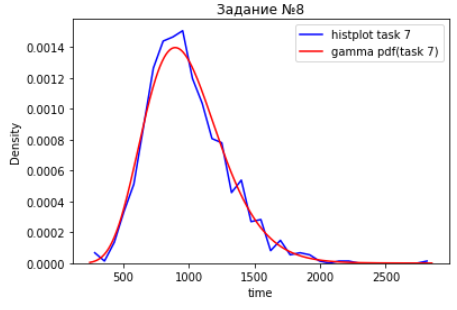 Задание №8
histplot task 7
gamma pdf(task 7)
0.0014
0.0012
0.0010
0.0008
0.0006
0.0004
0.0002
0.0000
Density
500
1000
1500
2000
2500
time